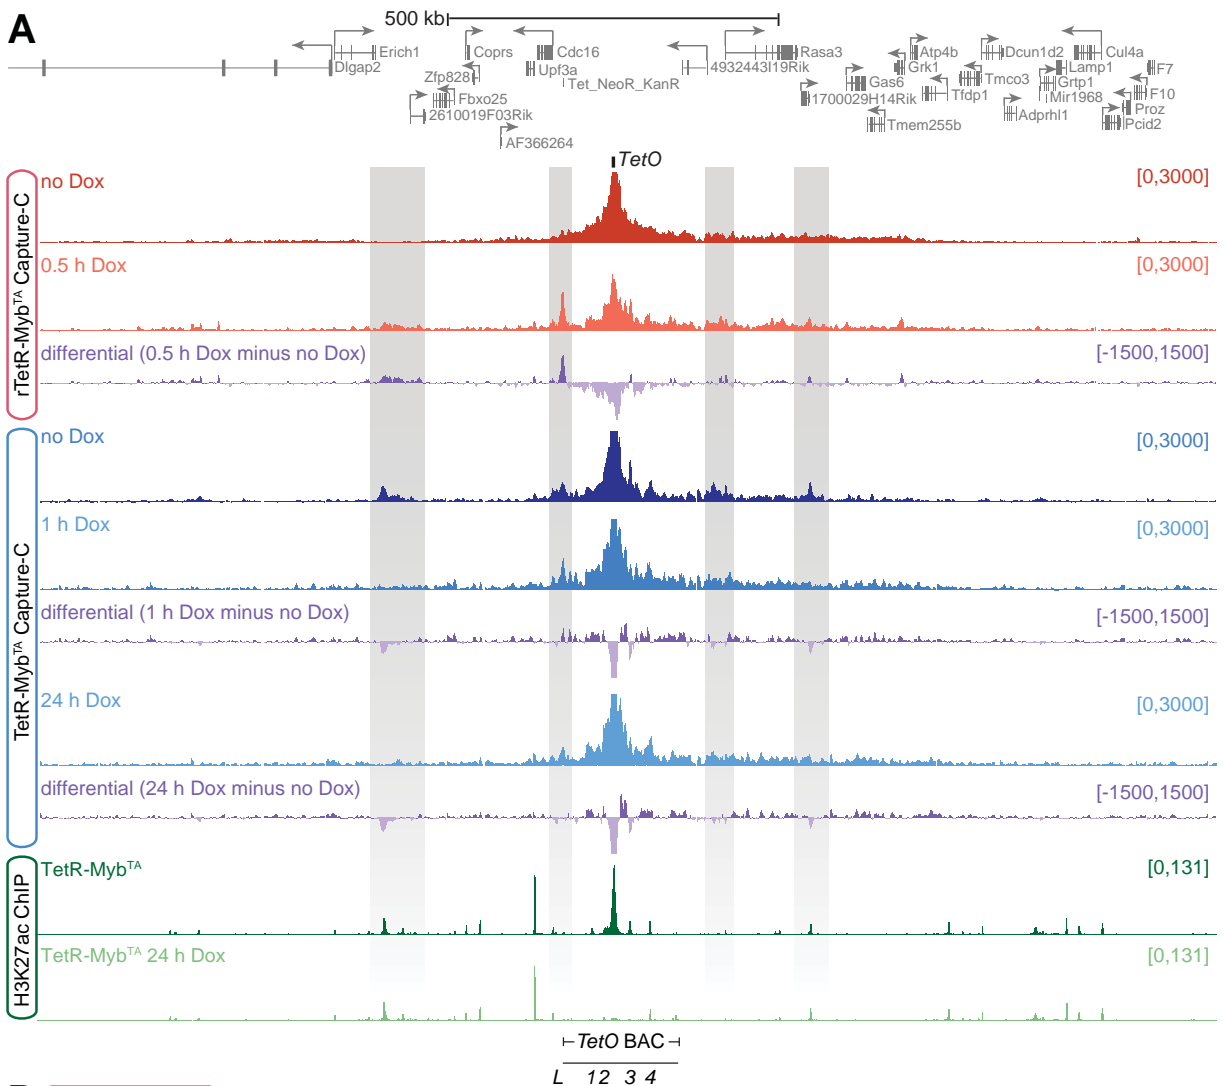 A
500 kb
Erich1
Coprs
Cdc16
Rasa3
Atp4b
Dcun1d2
Cul4a
Dlgap2
Zfp828
Upf3a
Tet_NeoR_KanR
4932443I19Rik
Gas6
Grk1
Tmco3
Lamp1
F7
Grtp1
Fbxo25
1700029H14Rik
Tfdp1
Mir1968
F10
2610019F03Rik
Tmem255b
Adprhl1
Proz
Pcid2
AF366264
TetO
rTetR-Myb^TA Capture-C
no Dox [0,3000]
0.5 h Dox [0,3000]
differential (0.5 h Dox minus no Dox) [-1500,1500]
TetR-Myb^TA Capture-C
no Dox [0,3000]
1 h Dox [0,3000]
differential (1 h Dox minus no Dox) [-1500,1500]
24 h Dox [0,3000]
differential (24 h Dox minus no Dox) [-1500,1500]
H3K27ac ChIP
TetR-Myb^TA [0,131]
TetR-Myb^TA 24 h Dox [0,131]
TetO BAC
L 1 2 3 4